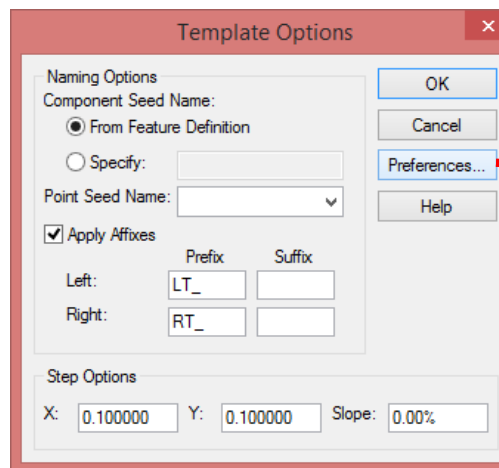 Template Options
Naming Options
Component Seed Name:
From Feature Definition
Specify:
Point Seed Name:
Apply Affixes
Prefix Suffix
Left: LT_
Right: RT_
OK
Cancel
Preferences...
Help
Step Options
X: 0.100000 Y: 0.100000 Slope: 0.00%